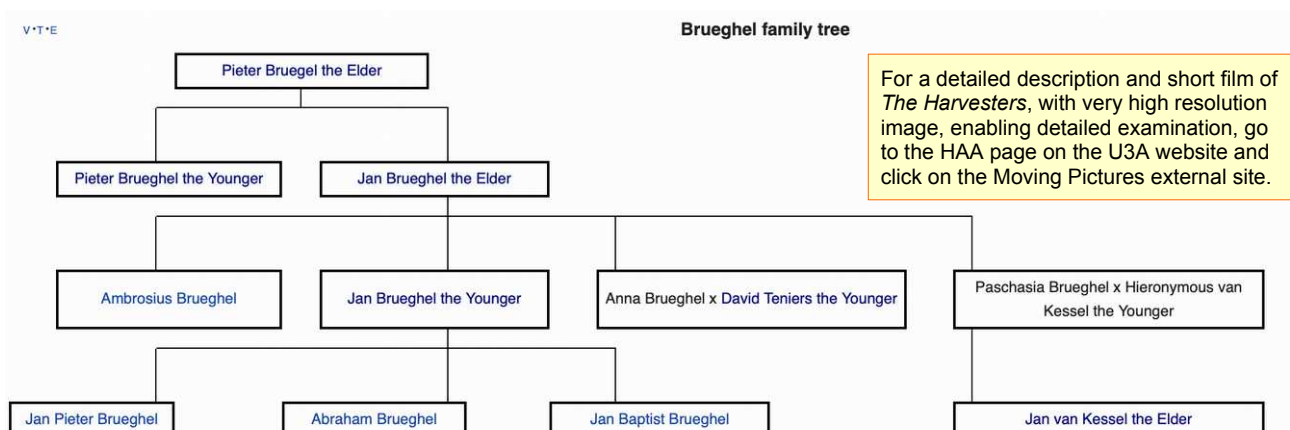 V·T·E
Brueghel family tree
Pieter Bruegel the Elder
For a detailed description and short film of
The Harvesters, with very high resolution
image, enabling detailed examination, go
to the HAA page on the U3A website and
click on the Moving Pictures external site.
Pieter Brueghel the Younger
Jan Brueghel the Elder
Ambrosius Brueghel
Jan Brueghel the Younger
Anna Brueghel x David Teniers the Younger
Paschasia Brueghel x Hieronymous van
Kessel the Younger
Jan Pieter Brueghel
Abraham Brueghel
Jan Baptist Brueghel
Jan van Kessel the Elder